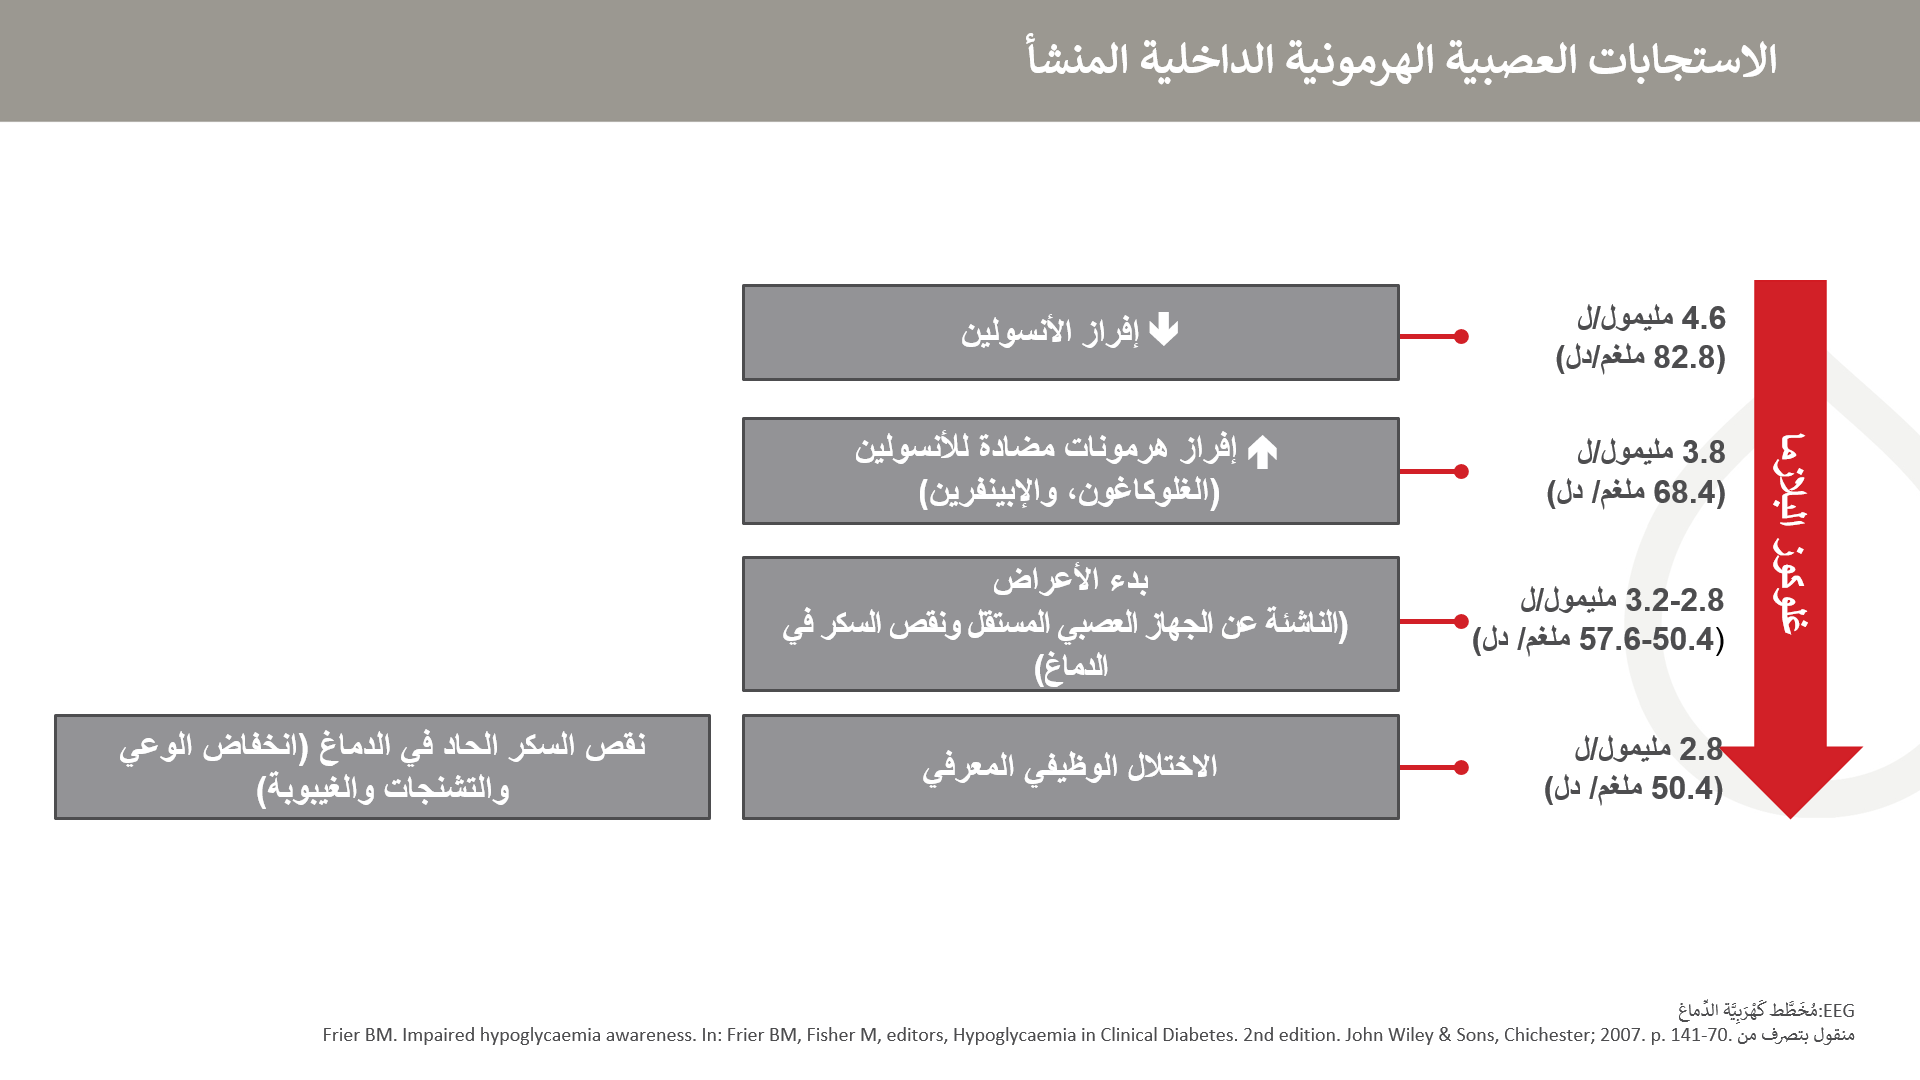 الاستجابات العصبية الهرمونية الداخلية المنشأ
غلوكوز البلازما
4.6 مليمول/ل
(82.8 ملغم/دل)
🡇 إفراز الأنسولين
3.8 مليمول/ل
(68.4 ملغم/ دل)
🡅 إفراز هرمونات مضادة للأنسولين
(الغلوكاغون، والإبينفرين)
3.2-2.8 مليمول/ل
(57.6-50.4 ملغم/ دل)
بدء الأعراض
(الناشئة عن الجهاز العصبي المستقل ونقص السكر في
الدماغ)
2.8 مليمول/ل
(50.4 ملغم/ دل)
الاختلال الوظيفي المعرفي
نقص السكر الحاد في الدماغ (انخفاض الوعي
والتشنجات والغيبوبة)
EEG:مُخَطَّط كَهْرَبِيَّة الدِّماغ
منقول بتصرف من Frier BM. Impaired hypoglycaemia awareness. In: Frier BM, Fisher M, editors, Hypoglycaemia in Clinical Diabetes. 2nd edition. John Wiley & Sons, Chichester; 2007. p. 141-70.